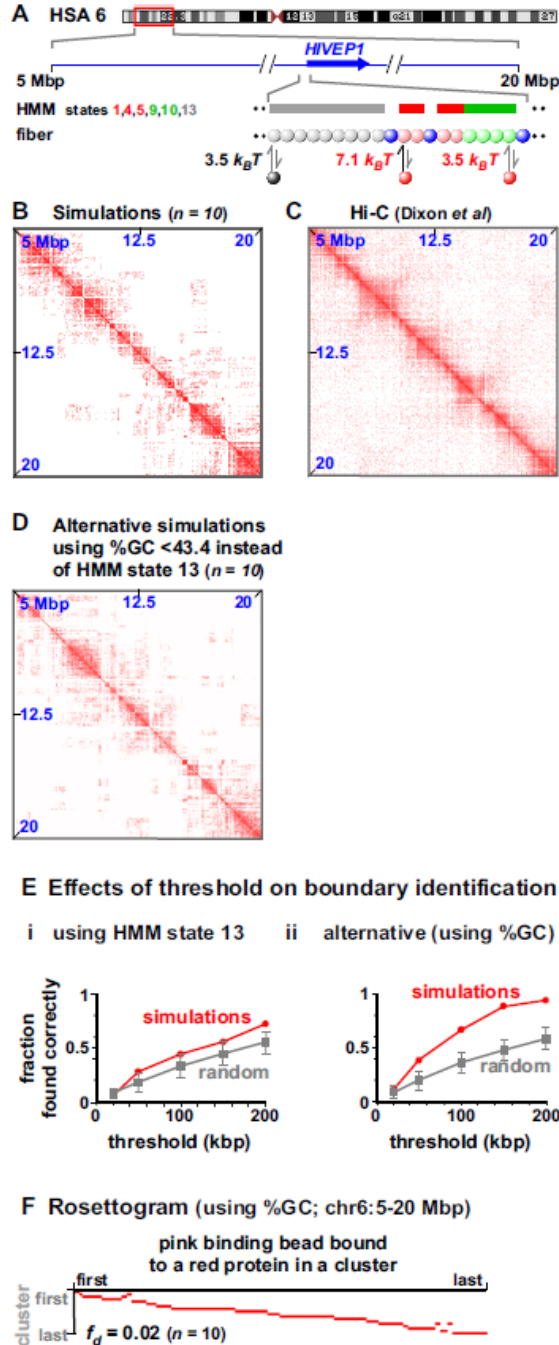 A HSA 6
HIVEP1
5 Mbp 20 Mbp
HMM states 1,4,5,9,10,13
fiber
3.5 kBT 7.1 kBT 3.5 kBT
B Simulations (n = 10)
5 Mbp 12.5 20
12.5
20
C Hi-C (Dixon et al)
5 Mbp 12.5 20
12.5
20
D Alternative simulations
using %GC <43.4 instead
of HMM state 13 (n = 10)
5 Mbp 12.5 20
12.5
20
E Effects of threshold on boundary identification
i using HMM state 13
fraction
found correctly
1
0.5
0
simulations
random
0 100 200
threshold (kbp)
ii alternative (using %GC)
1
0.5
0
simulations
random
0 100 200
threshold (kbp)
F Rosettogram (using %GC; chr6:5-20 Mbp)
pink binding bead bound
to a red protein in a cluster
first last
cluster
first
last
fd = 0.02 (n = 10)